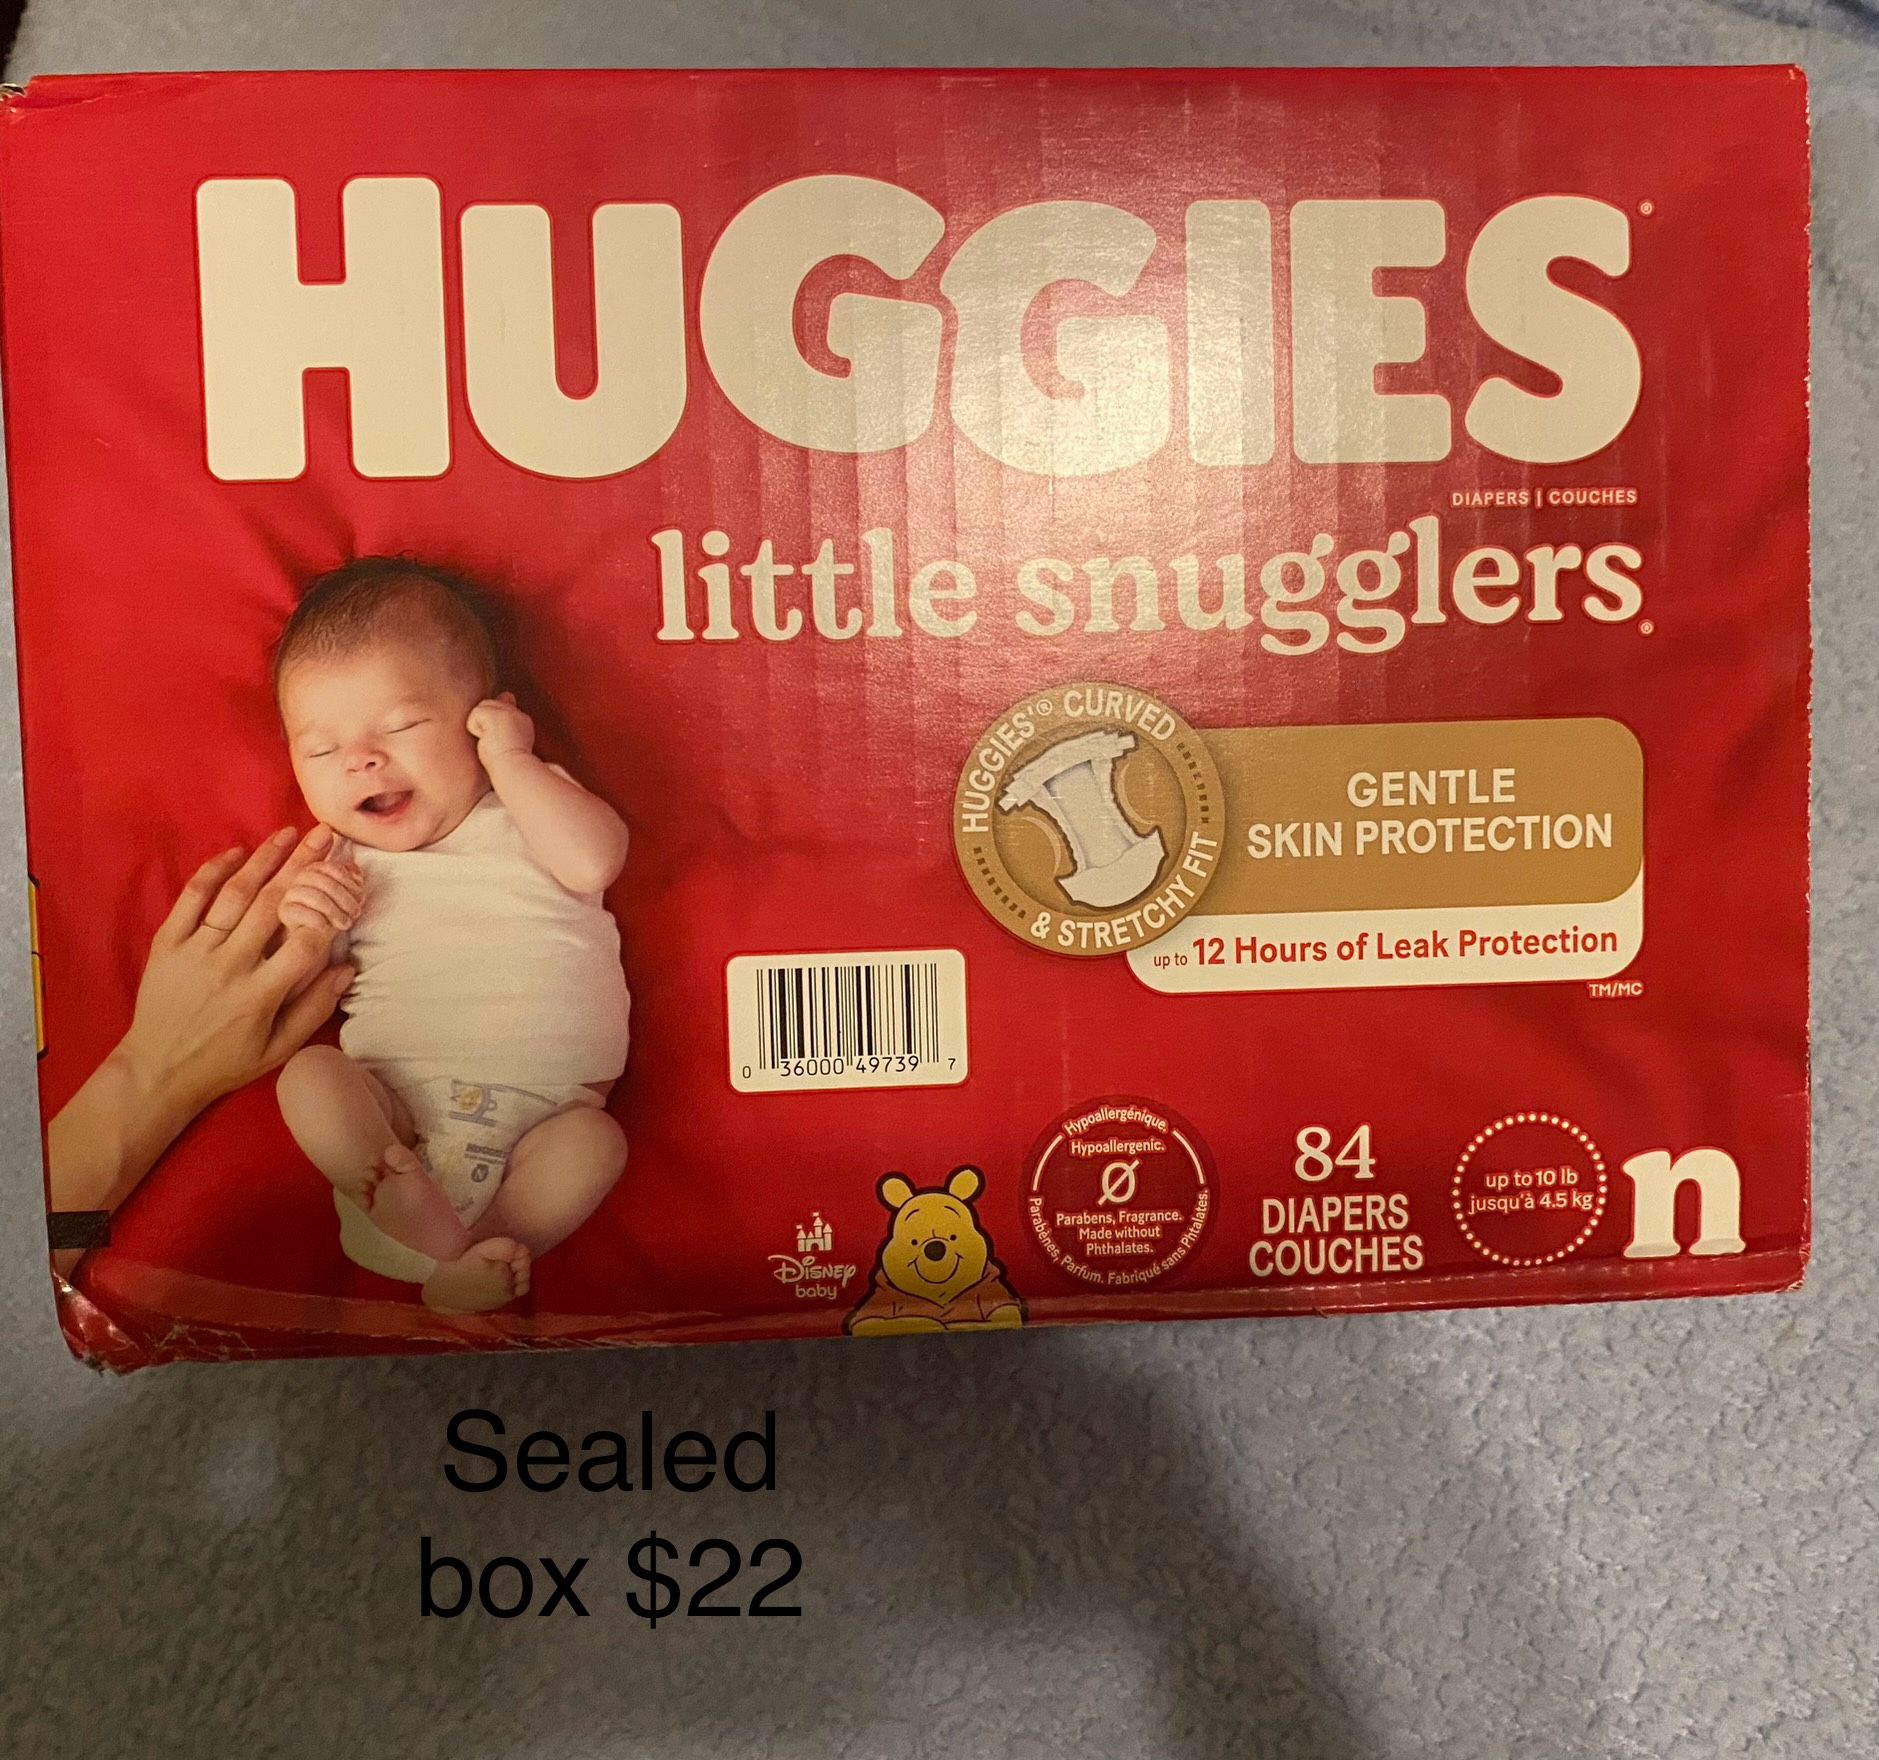 HUGGIES®
DIAPERS | COUCHES
little snugglers®
HUGGIES'® CURVED
& STRETCHY FIT
GENTLE
SKIN PROTECTION
up to 12 Hours of Leak Protection
TM/MC
0 36000 49739 7
HUGGIES
Disney
baby
Hypoallergénique.
Hypoallergenic.
Parabens, Fragrance.
Made without
Phthalates.
Parabènes, Parfum. Fabriqué sans Phtalates.
84
DIAPERS
COUCHES
up to 10 lb
jusqu'à 4.5 kg
n
Sealed
box $22